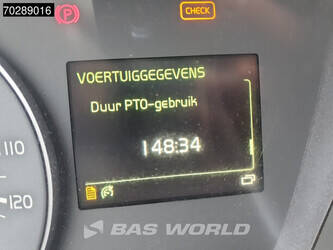 70289016
CHECK
VOERTUIGGEGEVENS
Duur PTO-gebruik
148:34
110
120
BAS WORLD